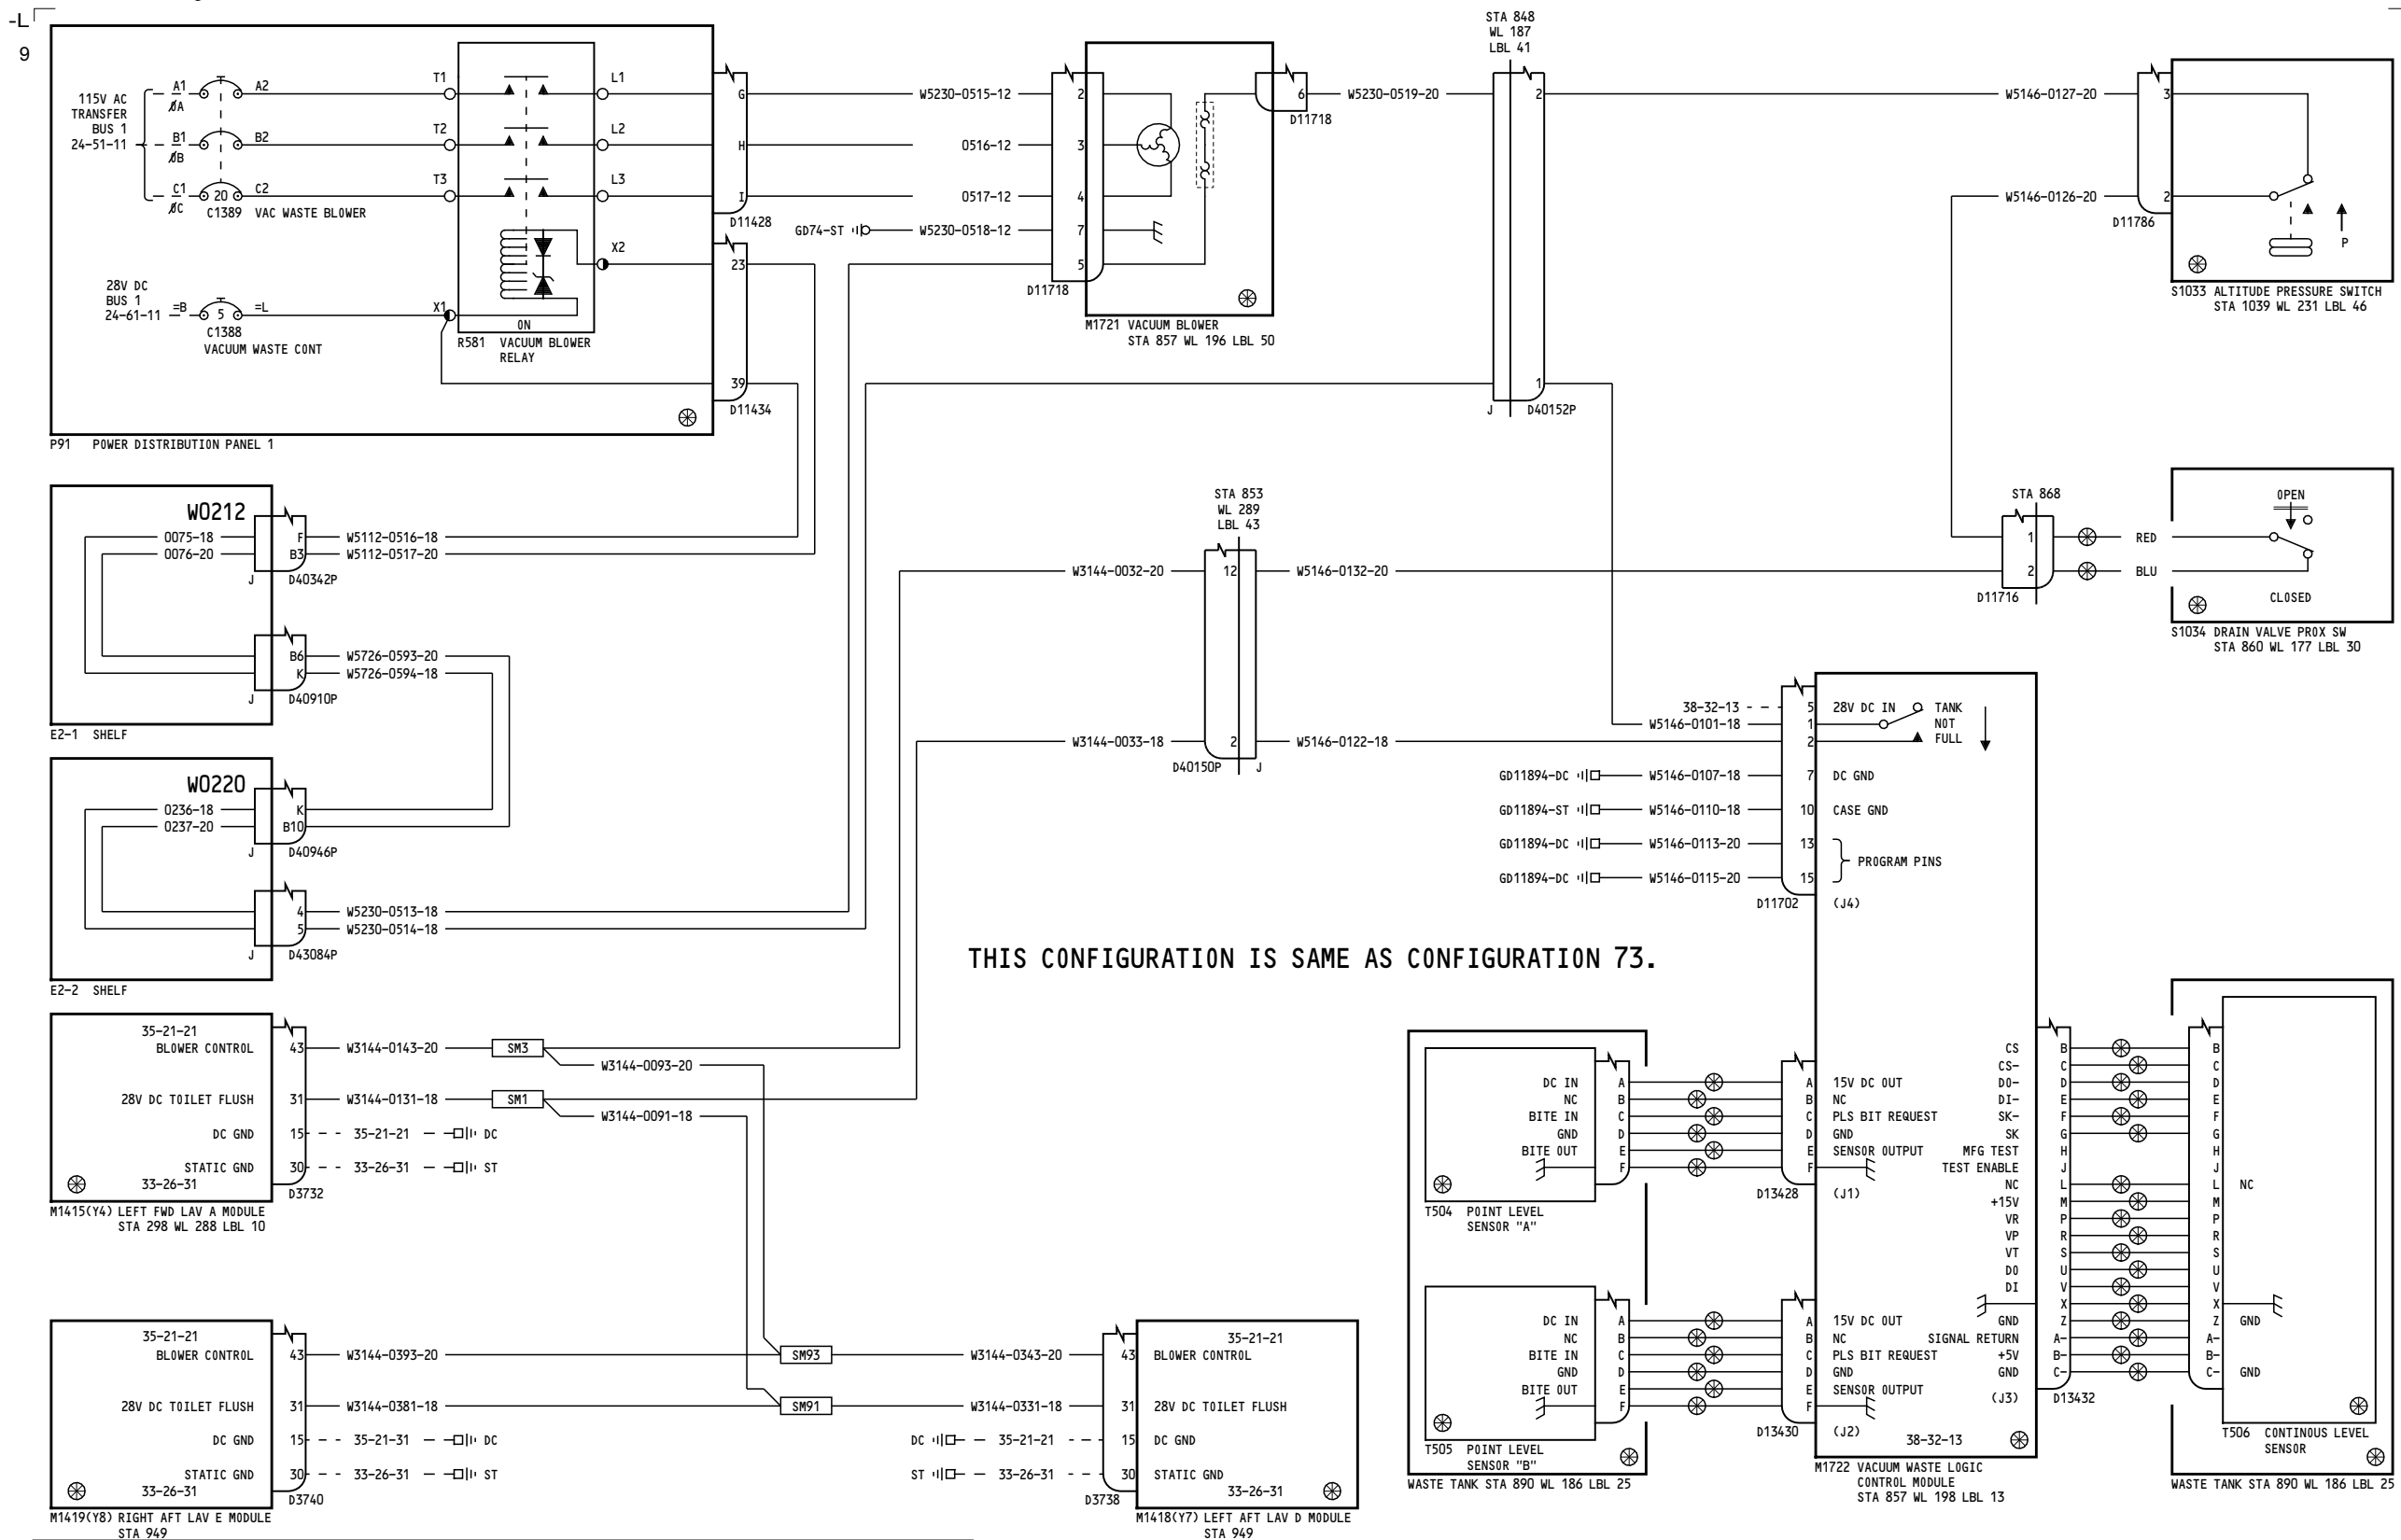 -L
9
115V AC
TRANSFER
BUS 1
24-51-11
A1
ØA
A2
B1
ØB
B2
C1
ØC
20
C2
C1389 VAC WASTE BLOWER
28V DC
BUS 1
24-61-11
=B
5
=L
C1388
VACUUM WASTE CONT
T1
T2
T3
L1
L2
L3
X2
X1
ON
R581 VACUUM BLOWER
RELAY
G
H
I
D11428
23
39
D11434
P91 POWER DISTRIBUTION PANEL 1
W5230-0515-12
0516-12
0517-12
GD74-ST
W5230-0518-12
2
3
4
7
5
D11718
6
D11718
M1721 VACUUM BLOWER
STA 857 WL 196 LBL 50
W5230-0519-20
STA 848
WL 187
LBL 41
2
1
J
D40152P
W5146-0127-20
W5146-0126-20
3
2
D11786
P
S1033 ALTITUDE PRESSURE SWITCH
STA 1039 WL 231 LBL 46
W0212
0075-18
0076-20
F
B3
W5112-0516-18
W5112-0517-20
J
D40342P
B6
K
W5726-0593-20
W5726-0594-18
J
D40910P
E2-1 SHELF
W0220
0236-18
0237-20
K
B10
J
D40946P
4
5
W5230-0513-18
W5230-0514-18
J
D43084P
E2-2 SHELF
STA 853
WL 289
LBL 43
W3144-0032-20
12
W5146-0132-20
W3144-0033-18
2
W5146-0122-18
D40150P
J
STA 868
1
2
D11716
RED
BLU
OPEN
CLOSED
S1034 DRAIN VALVE PROX SW
STA 860 WL 177 LBL 30
38-32-13
W5146-0101-18
5
1
2
28V DC IN
TANK
NOT
FULL
GD11894-DC
W5146-0107-18
7
DC GND
GD11894-ST
W5146-0110-18
10
CASE GND
GD11894-DC
W5146-0113-20
13
PROGRAM PINS
GD11894-DC
W5146-0115-20
15
D11702
(J4)
THIS CONFIGURATION IS SAME AS CONFIGURATION 73.
35-21-21
BLOWER CONTROL
43
W3144-0143-20
SM3
W3144-0093-20
28V DC TOILET FLUSH
31
W3144-0131-18
SM1
W3144-0091-18
DC GND
15
35-21-21
DC
STATIC GND
30
33-26-31
ST
33-26-31
D3732
M1415(Y4) LEFT FWD LAV A MODULE
STA 298 WL 288 LBL 10
35-21-21
BLOWER CONTROL
43
W3144-0393-20
SM93
28V DC TOILET FLUSH
31
W3144-0381-18
SM91
DC GND
15
35-21-31
DC
STATIC GND
30
33-26-31
ST
33-26-31
D3740
M1419(Y8) RIGHT AFT LAV E MODULE
STA 949
W3144-0343-20
43
35-21-21
BLOWER CONTROL
W3144-0331-18
31
28V DC TOILET FLUSH
DC
35-21-21
15
DC GND
ST
33-26-31
30
STATIC GND
33-26-31
D3738
M1418(Y7) LEFT AFT LAV D MODULE
STA 949
DC IN A
NC B
BITE IN C
GND D
BITE OUT E
F
T504 POINT LEVEL
SENSOR "A"
A 15V DC OUT
B NC
C PLS BIT REQUEST
D GND
E SENSOR OUTPUT
F
D13428
(J1)
DC IN A
NC B
BITE IN C
GND D
BITE OUT E
F
T505 POINT LEVEL
SENSOR "B"
WASTE TANK STA 890 WL 186 LBL 25
A 15V DC OUT
B NC
C PLS BIT REQUEST
D GND
E SENSOR OUTPUT
F
D13430
(J2)
38-32-13
M1722 VACUUM WASTE LOGIC
CONTROL MODULE
STA 857 WL 198 LBL 13
CS B B
CS- C C
DO- D D
DI- E E
SK- F F
SK G G
MFG TEST H H
TEST ENABLE J J
NC L L NC
+15V M M
VR P P
VP R R
VT S S
DO U U
DI V V
X X
GND Z Z GND
SIGNAL RETURN A- A-
+5V B- B-
GND C- C- GND
(J3)
D13432
T506 CONTINOUS LEVEL
SENSOR
WASTE TANK STA 890 WL 186 LBL 25